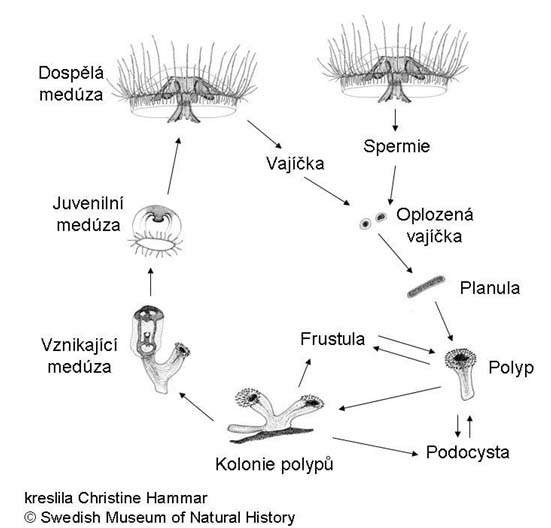 Dospělá
medúza
Spermie
Vajíčka
Juvenilní
medúza
Oplozená
vajíčka
Planula
Vznikající
medúza
Frustula
Polyp
Podocysta
Kolonie polypů
kreslila Christine Hammar
© Swedish Museum of Natural History